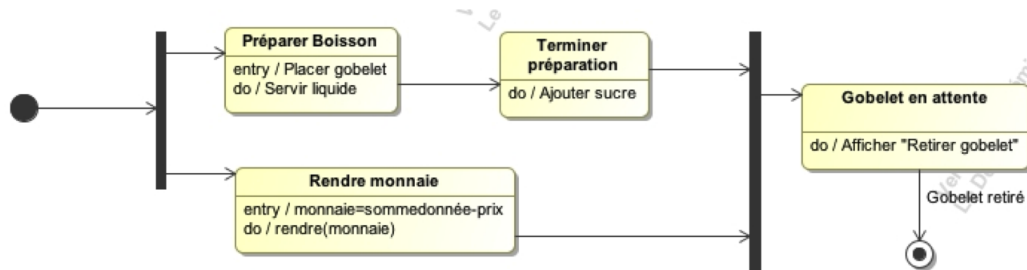 Préparer Boisson
entry / Placer gobelet
do / Servir liquide
Terminer
préparation
do / Ajouter sucre
Gobelet en attente
do / Afficher "Retirer gobelet"
Rendre monnaie
entry / monnaie=sommedonnée-prix
do / rendre(monnaie)
Gobelet retiré